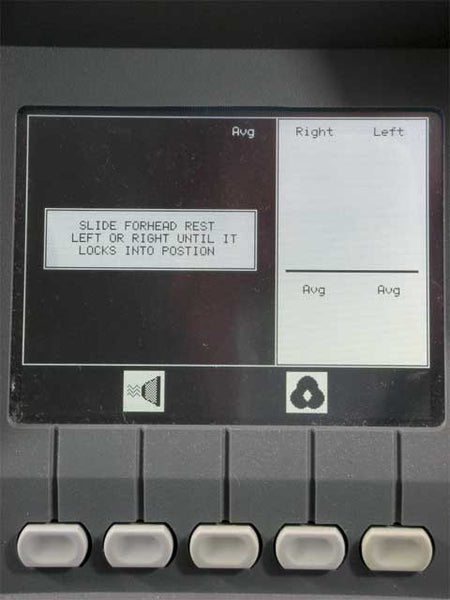 Avg
SLIDE FORHEAD REST
LEFT OR RIGHT UNTIL IT
LOCKS INTO POSTION
Right Left
Avg Avg